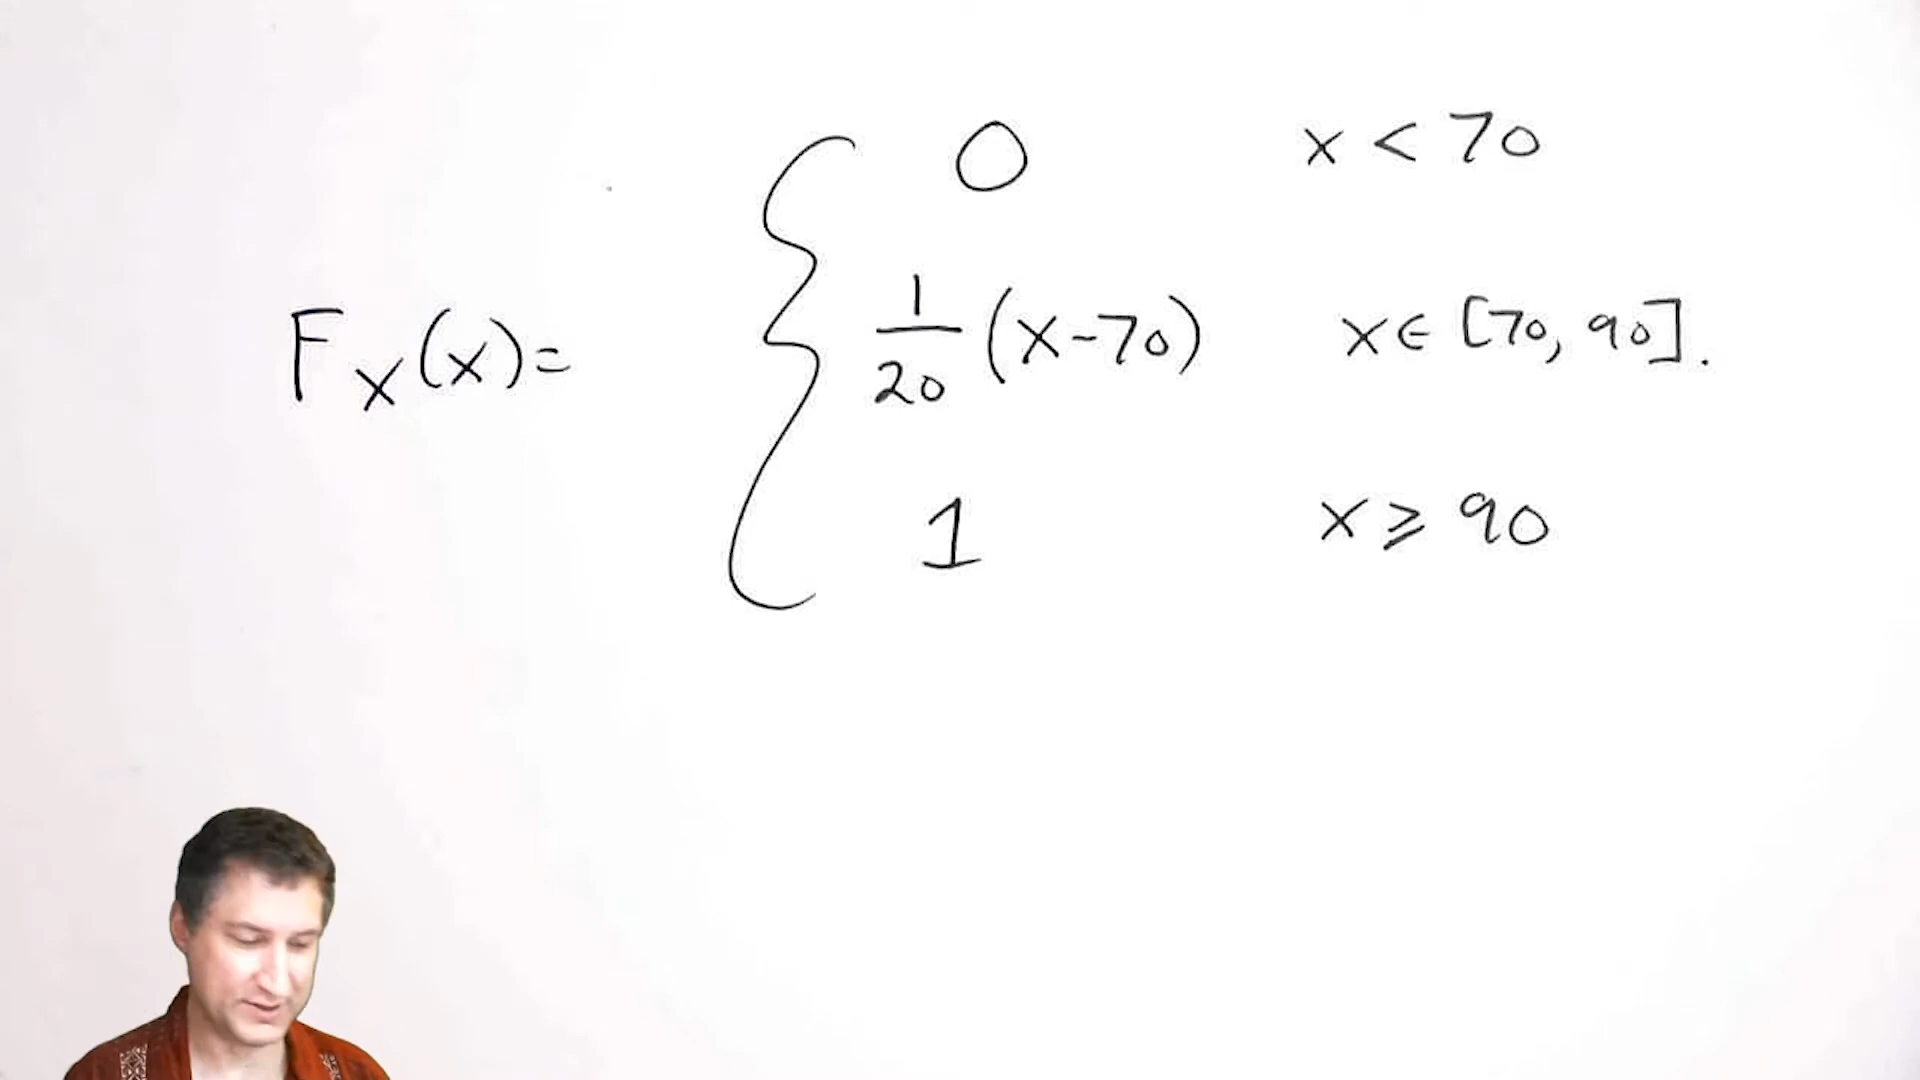 0 x < 70
F_X(x) = { 1/20 (x-70) x ∈ [70, 90].
1 x ⩾ 90